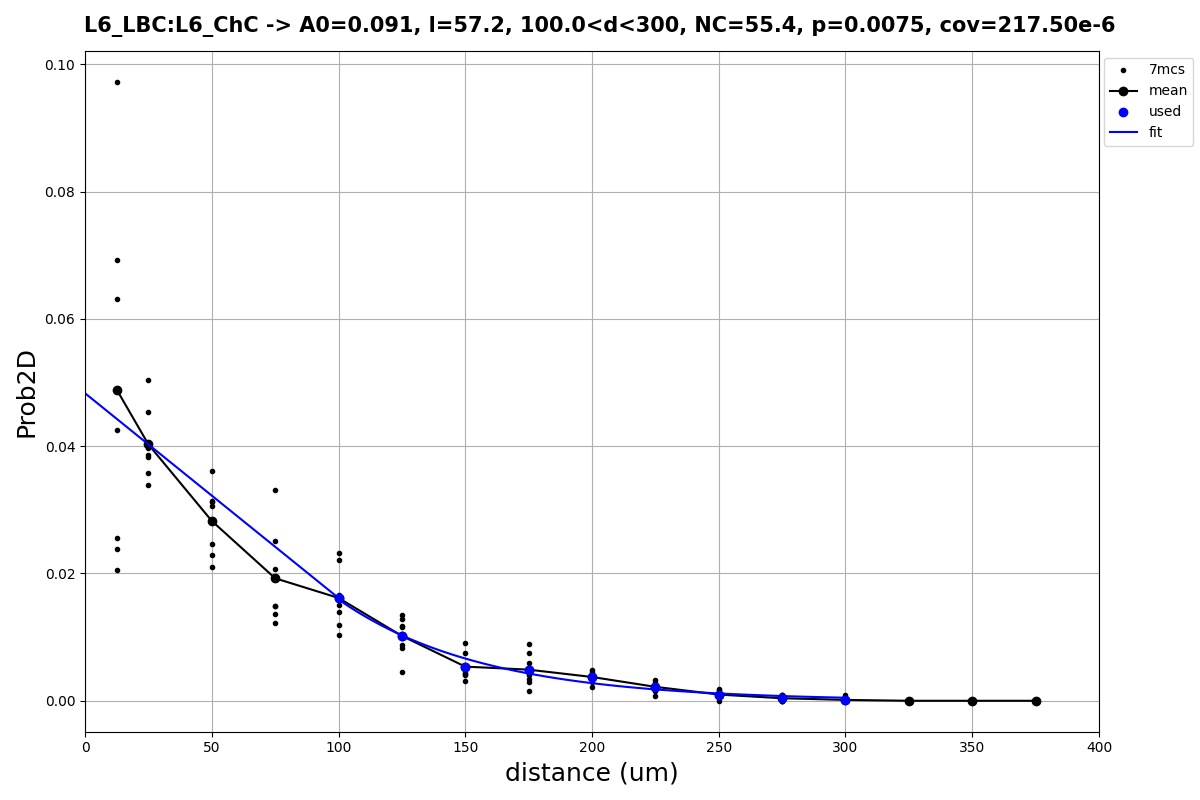 L6_LBC:L6_ChC -> A0=0.091, l=57.2, 100.0<d<300, NC=55.4, p=0.0075, cov=217.50e-6
0.10
0.08
0.06
0.04
0.02
0.00
Prob2D
0 50 100 150 200 250 300 350 400
distance (um)
7mcs
mean
used
fit